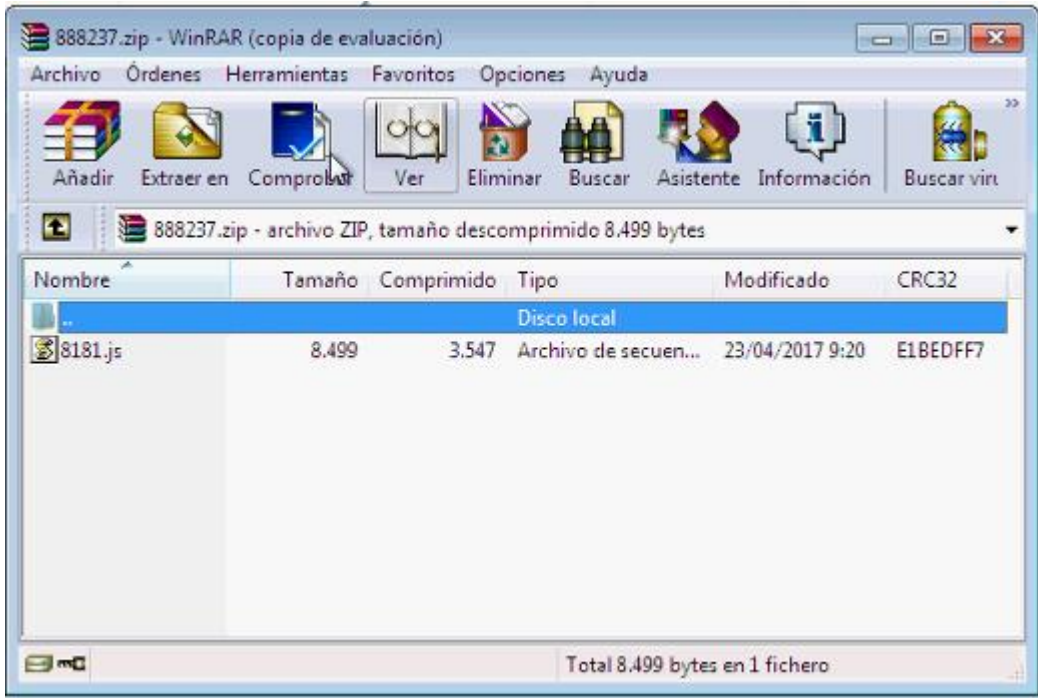 888237.zip - WinRAR (copia de evaluación)
Archivo Órdenes Herramientas Favoritos Opciones Ayuda
Añadir Extraer en Comprobar Ver Eliminar Buscar Asistente Información Buscar viru
888237.zip - archivo ZIP, tamaño descomprimido 8.499 bytes
Nombre Tamaño Comprimido Tipo Modificado CRC32
.. Disco local
8181.js 8.499 3.547 Archivo de secuen... 23/04/2017 9:20 E1BEDFF7
Total 8.499 bytes en 1 fichero